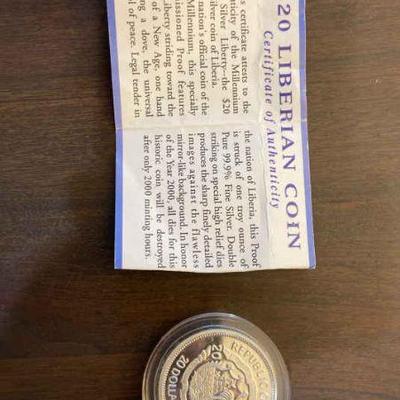 20 LIBERIAN COIN
Certificate of Authenticity
s certificate attests to the
ticity of the Millennium
Silver Liberty—the $20
silver coin of Liberia.
nation's official coin of the
Millennium, this specially
issioned Proof features
Liberty striding toward the
of a New Age, one hand
ng a dove, the universal
l of peace. Legal tender in
the nation of Liberia, this Proof
is struck of one troy ounce of
Pure 99.9% Fine Silver. Double
striking on special high relief dies
produces the sharp finely detailed
images against the flawless
mirror-like background. In honor
of the Year 2000, all dies for this
historic coin will be destroyed
after only 2000 minting hours.
REPUBLIC O
20
20 DOLLA